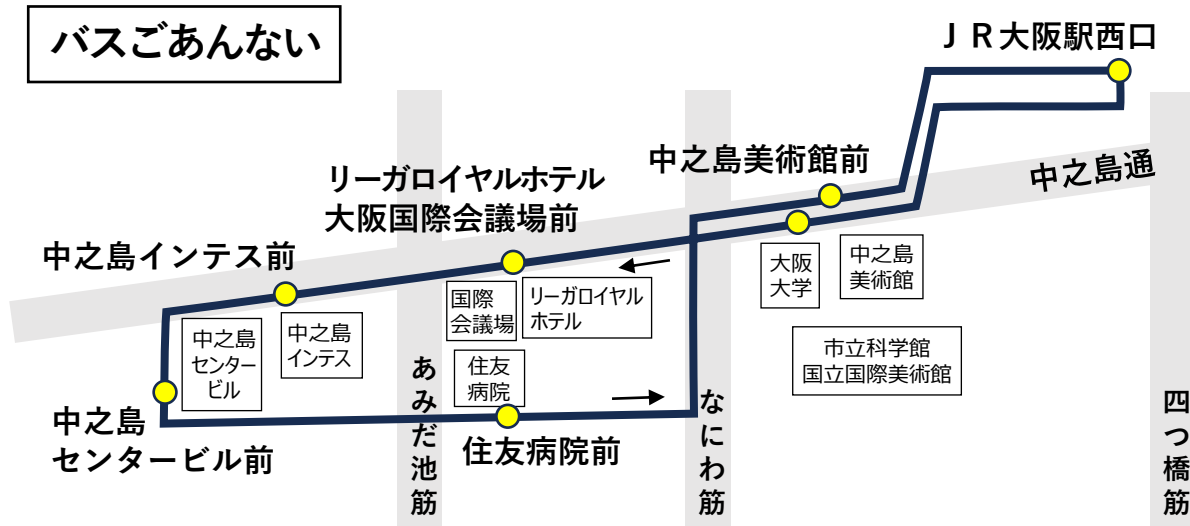 バスごあんない
ＪＲ大阪駅西口
中之島美術館前
中之島通
リーガロイヤルホテル
大阪国際会議場前
中之島インテス前
大阪
大学
中之島
美術館
国際
会議場
リーガロイヤル
ホテル
中之島
センター
ビル
中之島
インテス
市立科学館
国立国際美術館
住友
病院
中之島
センタービル前
住友病院前
あみだ池筋
なにわ筋
四つ橋筋